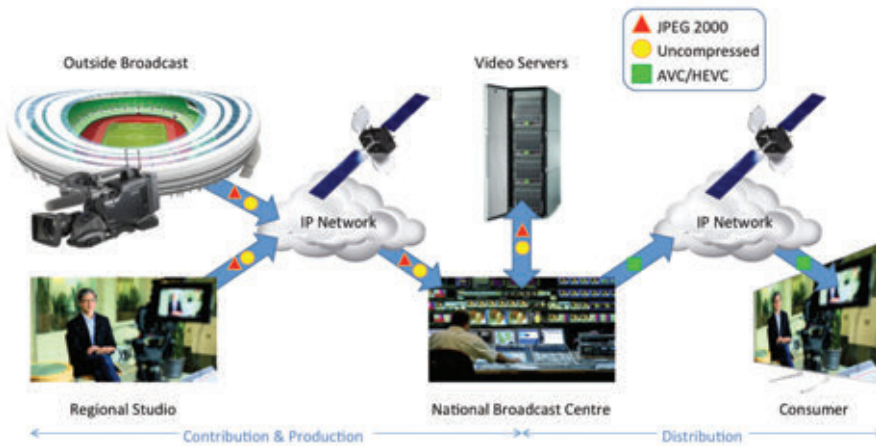 JPEG 2000
Uncompressed
AVC/HEVC
Outside Broadcast
Video Servers
IP Network
IP Network
Regional Studio
National Broadcast Centre
Consumer
Contribution & Production
Distribution